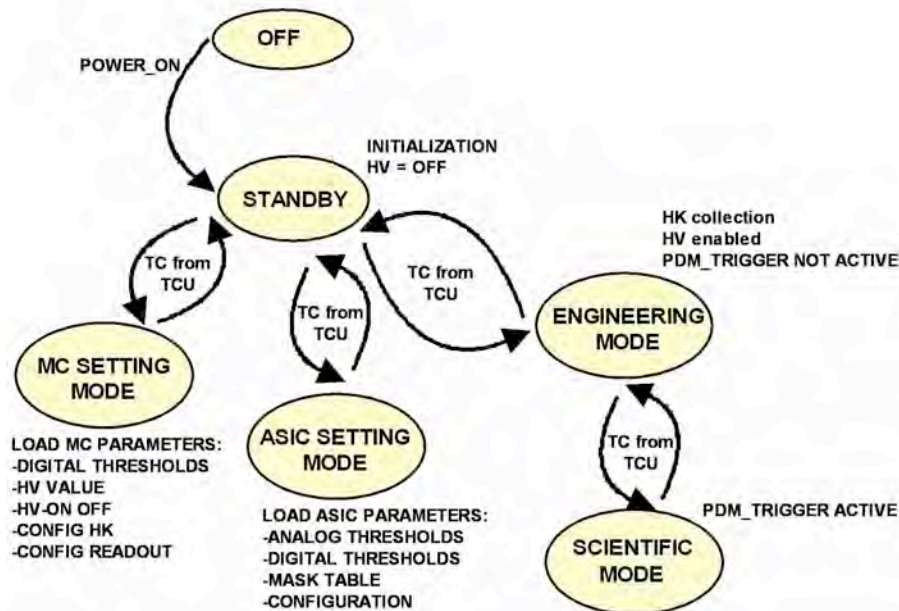 OFF
POWER_ON
INITIALIZATION
HV = OFF
STANDBY
HK collection
HV enabled
PDM_TRIGGER NOT ACTIVE
TC from
TCU
TC from
TCU
TC from
TCU
ENGINEERING
MODE
MC SETTING
MODE
ASIC SETTING
MODE
LOAD MC PARAMETERS:
-DIGITAL THRESHOLDS
-HV VALUE
-HV-ON OFF
-CONFIG HK
-CONFIG READOUT
TC from
TCU
LOAD ASIC PARAMETERS:
-ANALOG THRESHOLDS
-DIGITAL THRESHOLDS
-MASK TABLE
-CONFIGURATION
PDM_TRIGGER ACTIVE
SCIENTIFIC
MODE